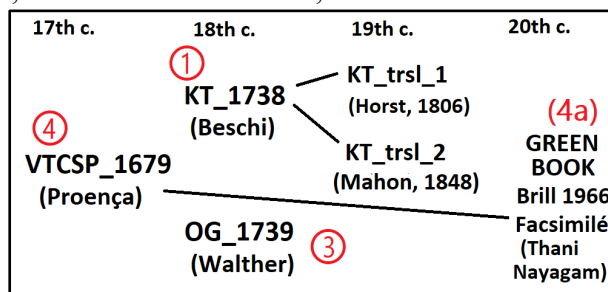 17th c. 18th c. 19th c. 20th c.
① KT_trsl_1
KT_1738 (Horst, 1806)
(Beschi)
④ KT_trsl_2
VTCSP_1679 (Mahon, 1848)
(Proença)
OG_1739 ③
(Walther)
(4a)
GREEN
BOOK
Brill 1966
Facsimilé
(Thani
Nayagam)